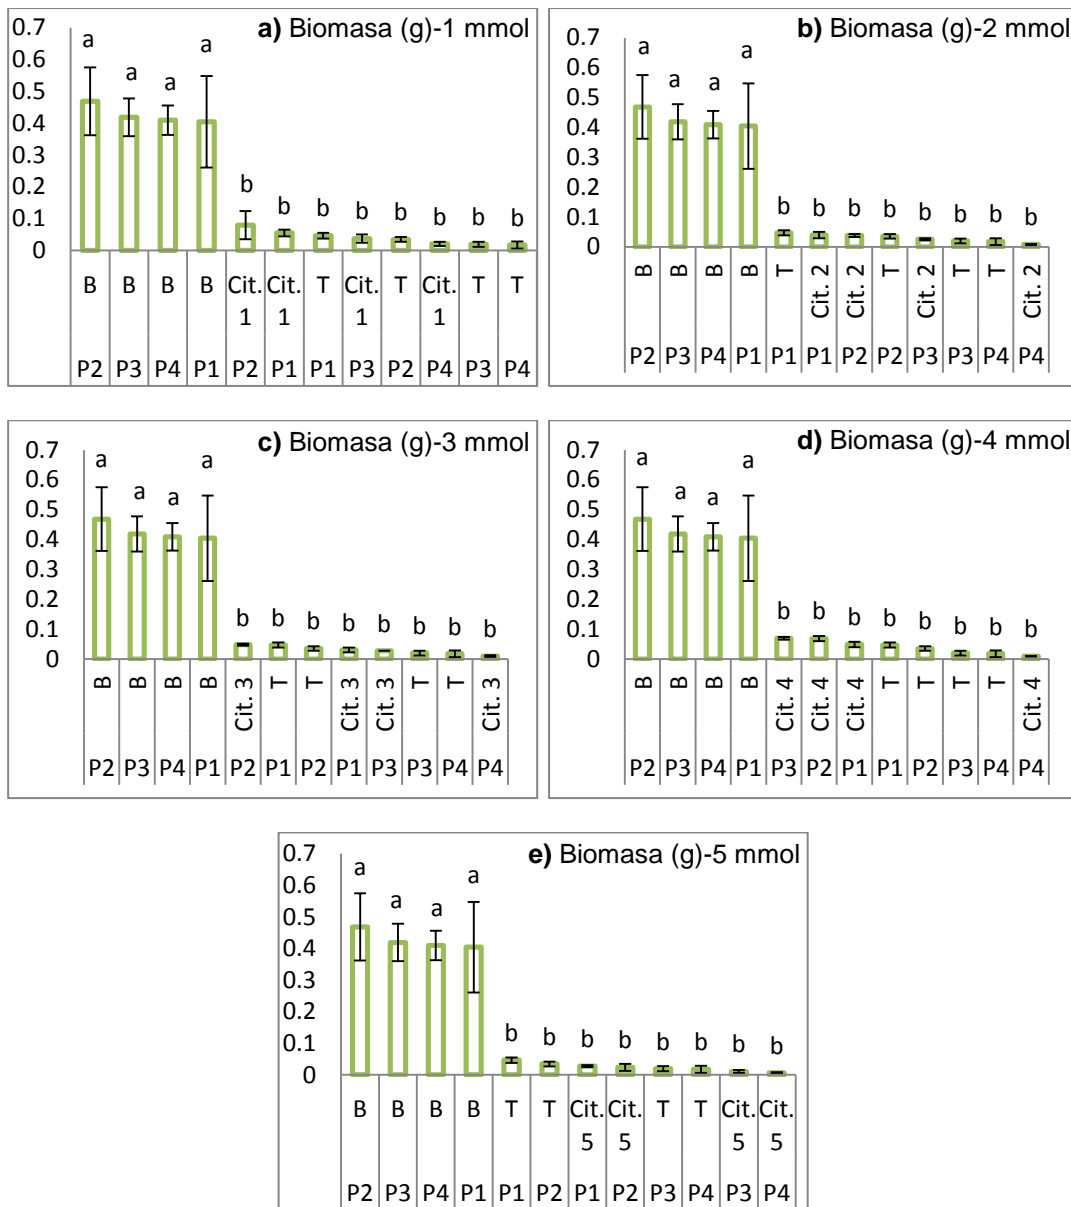 a) Biomasa (g)-1 mmol
0.7
0.6
0.5
0.4
0.3
0.2
0.1
0
a a a a b b b b b b b b
B B B B Cit. 1 Cit. 1 T Cit. 1 T Cit. 1 T T
P2 P3 P4 P1 P2 P1 P1 P3 P2 P4 P3 P4
b) Biomasa (g)-2 mmol
0.7
0.6
0.5
0.4
0.3
0.2
0.1
0
a a a a b b b b b b b b
B B B B T Cit. 2 Cit. 2 T Cit. 2 T T Cit. 2
P2 P3 P4 P1 P1 P1 P2 P2 P3 P3 P4 P4
c) Biomasa (g)-3 mmol
0.7
0.6
0.5
0.4
0.3
0.2
0.1
0
a a a a b b b b b b b b
B B B B Cit. 3 T T Cit. 3 Cit. 3 T T Cit. 3
P2 P3 P4 P1 P2 P1 P2 P1 P3 P3 P4 P4
d) Biomasa (g)-4 mmol
0.7
0.6
0.5
0.4
0.3
0.2
0.1
0
a a a a b b b b b b b b
B B B B Cit. 4 Cit. 4 Cit. 4 T T T T Cit. 4
P2 P3 P4 P1 P3 P2 P1 P1 P2 P3 P4 P4
e) Biomasa (g)-5 mmol
0.7
0.6
0.5
0.4
0.3
0.2
0.1
0
a a a a b b b b b b b b
B B B B T T Cit. 5 Cit. 5 T T Cit. 5 Cit. 5
P2 P3 P4 P1 P1 P2 P1 P2 P3 P4 P3 P4